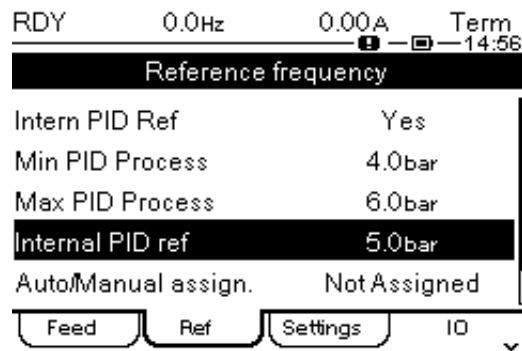 RDY 0.0Hz 0.00A Term
14:56
Reference frequency
Intern PID Ref Yes
Min PID Process 4.0bar
Max PID Process 6.0bar
Internal PID ref 5.0bar
Auto/Manual assign. Not Assigned
Feed Ref Settings IO